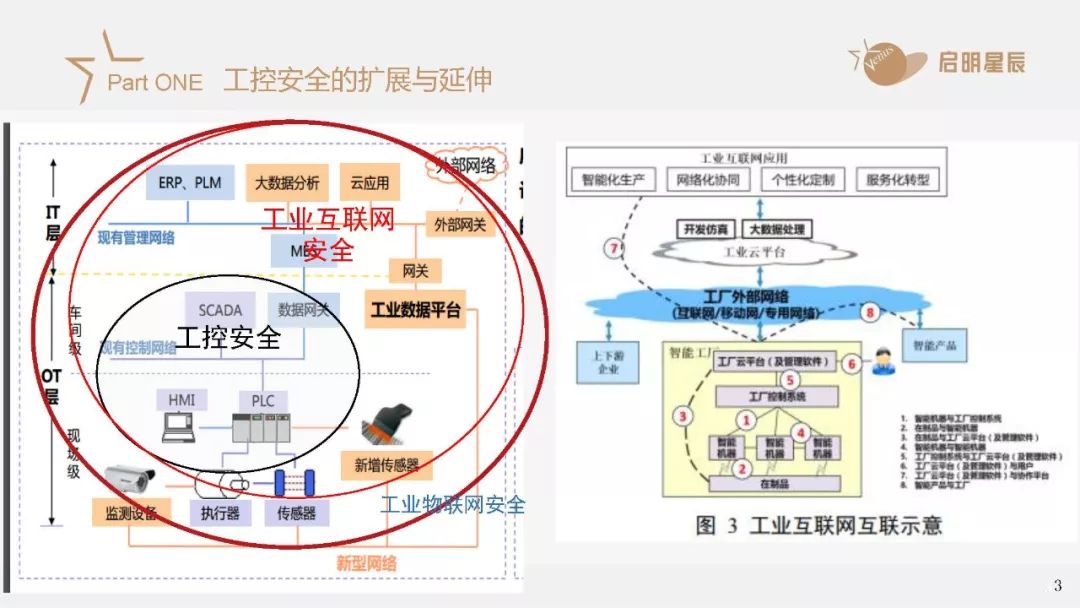 Part ONE 工控安全的扩展与延伸
Venus
启明星辰
外部网络
ERP、PLM
大数据分析
云应用
IT
层
工业互联网
安全
外部网关
现有管理网络
网关
SCADA
数据网关
工业数据平台
车
间
级
工控安全
现有控制网络
OT
层
HMI
PLC
现
场
级
新增传感器
工业物联网安全
监测设备
执行器
传感器
新型网络
工业互联网应用
智能化生产
网络化协同
个性化定制
服务化转型
开发仿真
大数据处理
7
工业云平台
工厂外部网络
(互联网/移动网/专用网络)
8
上下游
企业
智能产品
智能工厂
工厂云平台（及管理软件）
6
5
工厂控制系统
3
1
4
智能
机器
智能
机器
智能
机器
2
在制品
1. 智能机器与工厂控制系统
2. 在制品与智能机器
3. 在制品与工厂云平台（及管理软件）
4. 智能机器与智能机器
5. 工厂控制系统与工厂云平台（及管理软件）
6. 工厂云平台（及管理软件）与用户
7. 工厂云平台（及管理软件）与协作平台
8. 智能产品与工厂
图 3 工业互联网互联示意
3